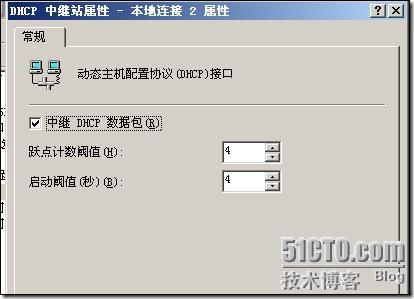 DHCP 中继站属性 - 本地连接 2 属性
常规
动态主机配置协议(DHCP)接口
中继 DHCP 数据包(R)
跃点计数阈值(H):
4
启动阈值(秒)(B):
4
51CTO.com
技术博客 Blog